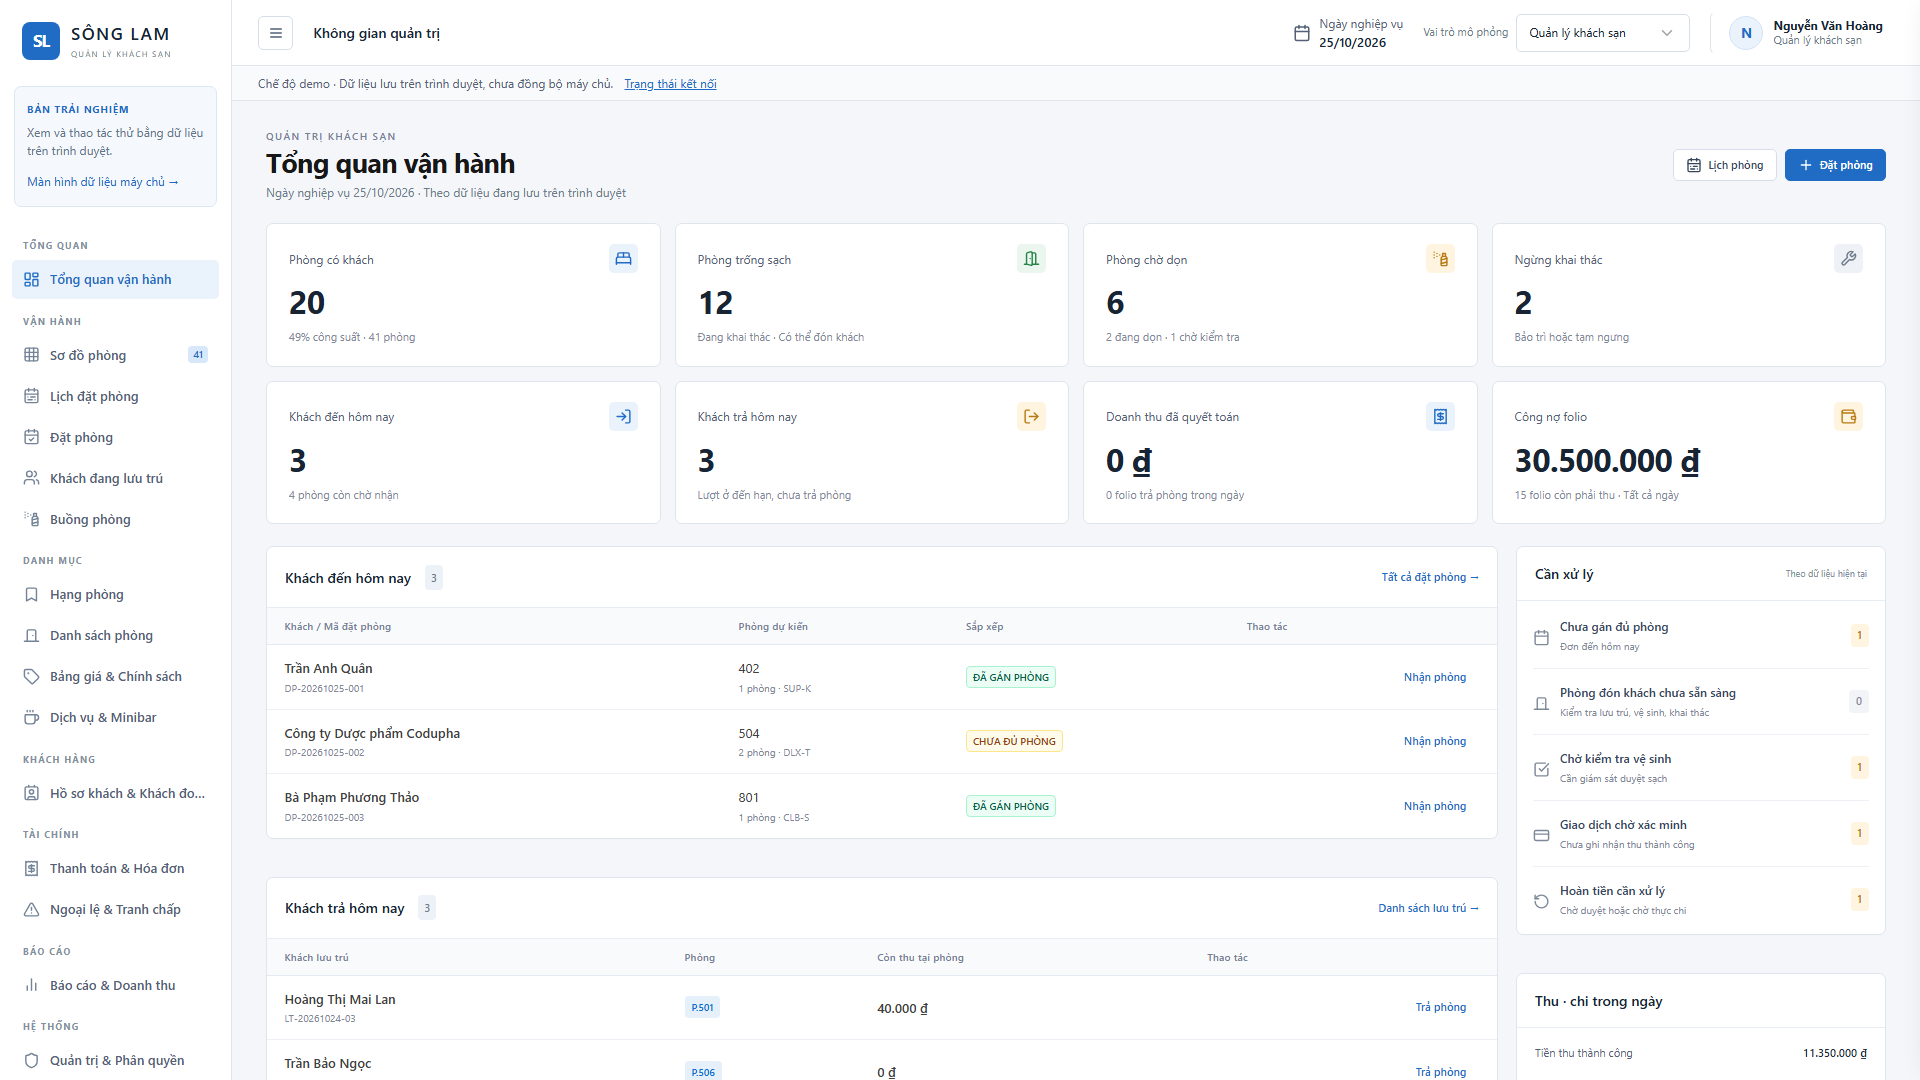 SL
SÔNG LAM
QUẢN LÝ KHÁCH SẠN
BẢN TRẢI NGHIỆM
Xem và thao tác thử bằng dữ liệu
trên trình duyệt.
Màn hình dữ liệu máy chủ →
TỔNG QUAN
Tổng quan vận hành
VẬN HÀNH
Sơ đồ phòng
41
Lịch đặt phòng
Đặt phòng
Khách đang lưu trú
Buồng phòng
DANH MỤC
Hạng phòng
Danh sách phòng
Bảng giá & Chính sách
Dịch vụ & Minibar
KHÁCH HÀNG
Hồ sơ khách & Khách đo...
TÀI CHÍNH
Thanh toán & Hóa đơn
Ngoại lệ & Tranh chấp
BÁO CÁO
Báo cáo & Doanh thu
HỆ THỐNG
Quản trị & Phân quyền
Không gian quản trị
Ngày nghiệp vụ
25/10/2026
Vai trò mô phỏng
Quản lý khách sạn
N
Nguyễn Văn Hoàng
Quản lý khách sạn
Chế độ demo · Dữ liệu lưu trên trình duyệt, chưa đồng bộ máy chủ. Trạng thái kết nối
QUẢN TRỊ KHÁCH SẠN
Tổng quan vận hành
Ngày nghiệp vụ 25/10/2026 · Theo dữ liệu đang lưu trên trình duyệt
Lịch phòng
Đặt phòng
Phòng có khách
20
49% công suất · 41 phòng
Phòng trống sạch
12
Đang khai thác · Có thể đón khách
Phòng chờ dọn
6
2 đang dọn · 1 chờ kiểm tra
Ngừng khai thác
2
Bảo trì hoặc tạm ngưng
Khách đến hôm nay
3
4 phòng còn chờ nhận
Khách trả hôm nay
3
Lượt ở đến hạn, chưa trả phòng
Doanh thu đã quyết toán
0 ₫
0 folio trả phòng trong ngày
Công nợ folio
30.500.000 ₫
15 folio còn phải thu · Tất cả ngày
Khách đến hôm nay 3
Tất cả đặt phòng →
Khách / Mã đặt phòng Phòng dự kiến Sắp xếp Thao tác
Trần Anh Quân 402 ĐÃ GÁN PHÒNG Nhận phòng
DP-20261025-001 1 phòng · SUP-K
Công ty Dược phẩm Codupha 504 CHƯA ĐỦ PHÒNG Nhận phòng
DP-20261025-002 2 phòng · DLX-T
Bà Phạm Phương Thảo 801 ĐÃ GÁN PHÒNG Nhận phòng
DP-20261025-003 1 phòng · CLB-S
Khách trả hôm nay 3
Danh sách lưu trú →
Khách lưu trú Phòng Còn thu tại phòng Thao tác
Hoàng Thị Mai Lan P.501 40.000 ₫ Trả phòng
LT-20261024-03
Trần Bảo Ngọc P.506 0 ₫ Trả phòng
Cần xử lý
Theo dữ liệu hiện tại
Chưa gán đủ phòng 1
Đơn đến hôm nay
Phòng đón khách chưa sẵn sàng 0
Kiểm tra lưu trú, vệ sinh, khai thác
Chờ kiểm tra vệ sinh 1
Cần giám sát duyệt sạch
Giao dịch chờ xác minh 1
Chưa ghi nhận thu thành công
Hoàn tiền cần xử lý 1
Chờ duyệt hoặc chờ thực chi
Thu · chi trong ngày
Tiền thu thành công 11.350.000 ₫